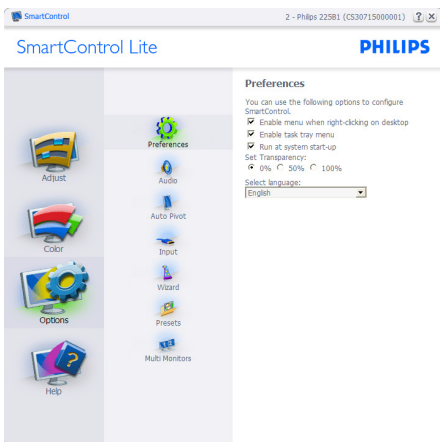 SmartControl
2 - Philips 225B1 (CS30715000001)
SmartControl Lite
PHILIPS
Adjust
Color
Options
Help
Preferences
Audio
Auto Pivot
Input
Wizard
Presets
Multi Monitors
Preferences
You can use the following options to configure
SmartControl.
Enable menu when right-clicking on desktop
Enable task tray menu
Run at system start-up
Set Transparency:
0% 50% 100%
Select language:
English